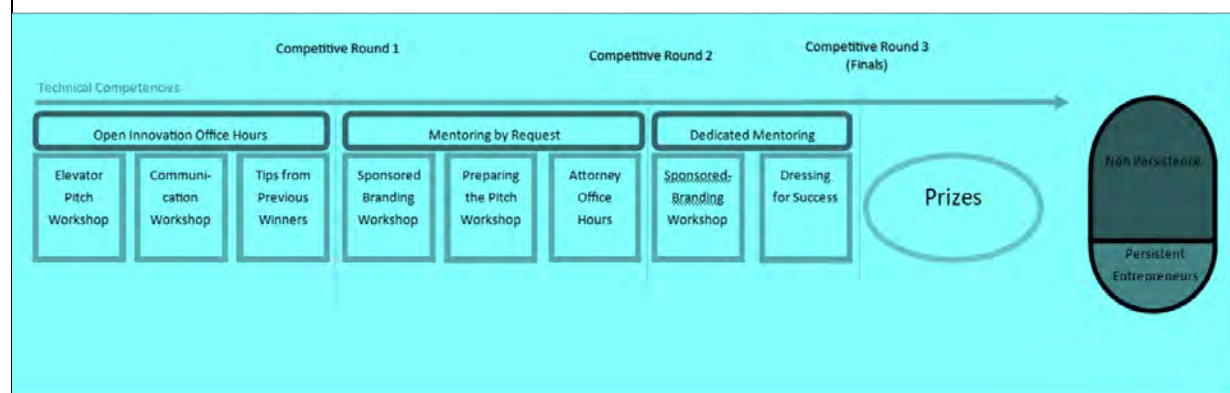 Competitive Round 1
Competitive Round 2
Competitive Round 3
(Finals)
Technical Competencies
Open Innovation Office Hours
Mentoring by Request
Dedicated Mentoring
Elevator
Pitch
Workshop
Communi-
cation
Workshop
Tips from
Previous
Winners
Sponsored
Branding
Workshop
Preparing
the Pitch
Workshop
Attorney
Office
Hours
Sponsored-
Branding
Workshop
Dressing
for Success
Prizes
Non Persistence
Persistent
Entrepreneurs